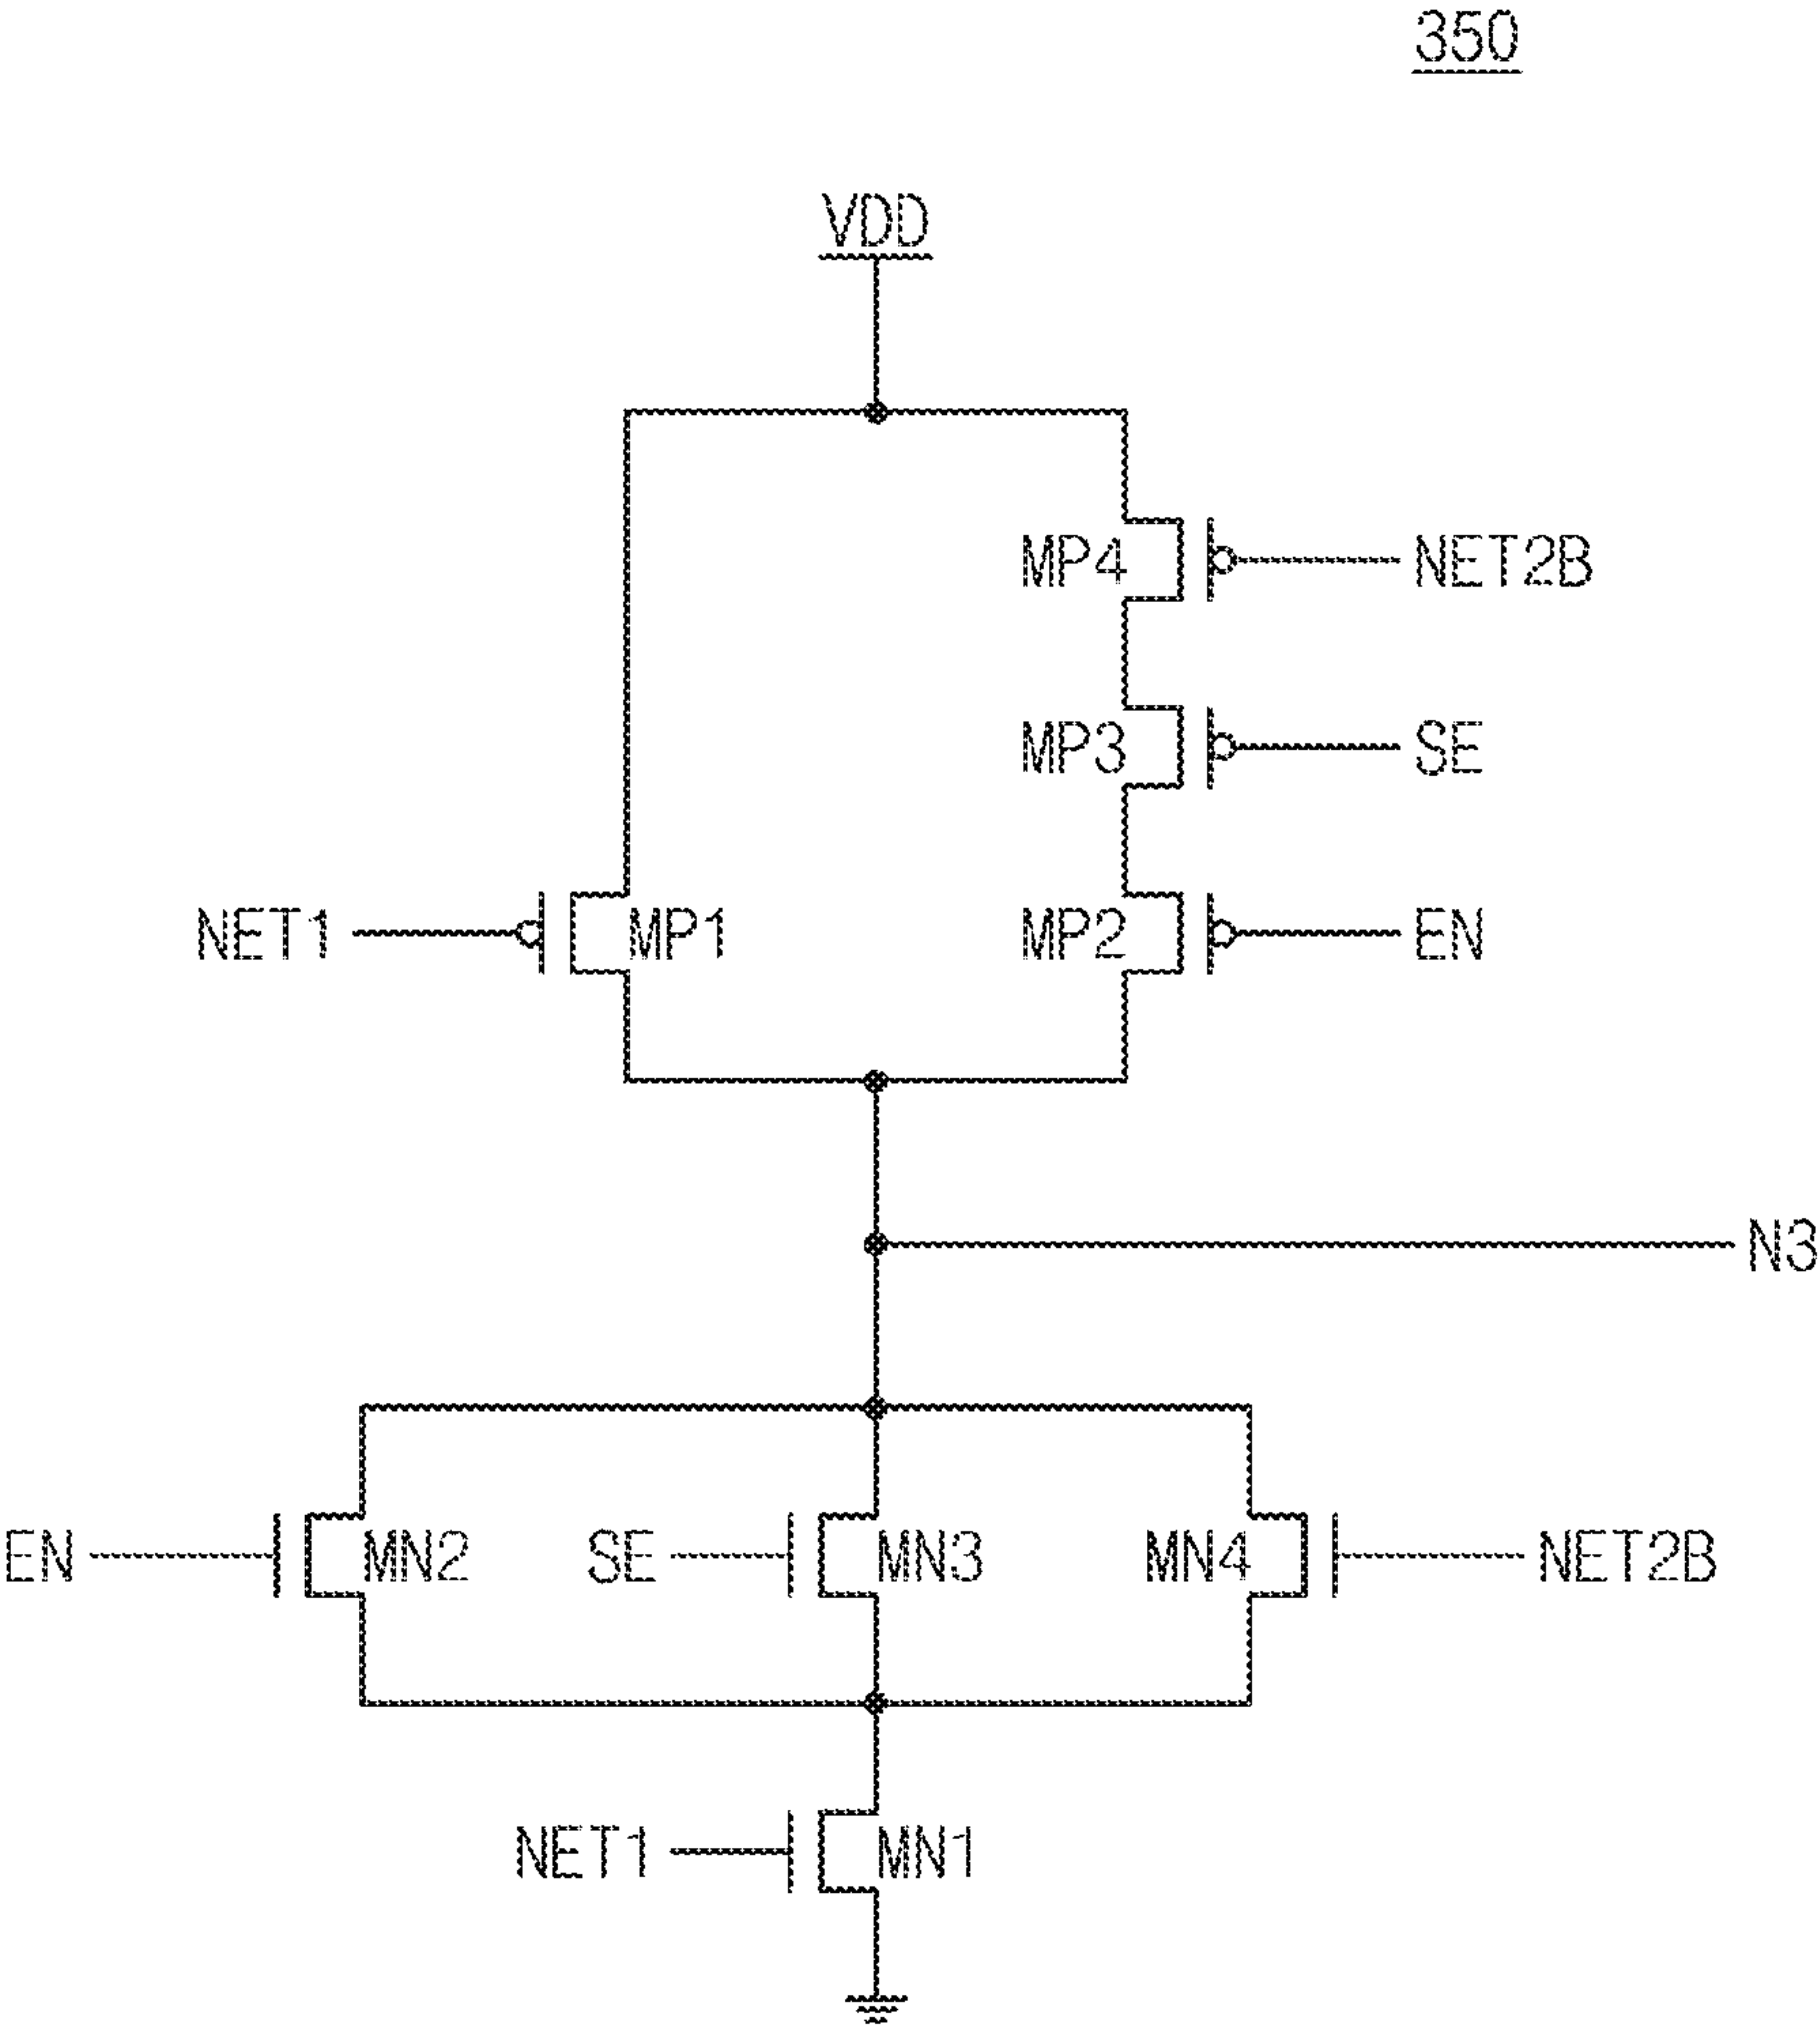 350
VDD
MP4
NET2B
MP3
SE
NET1
MP1
MP2
EN
N3
EN
MN2
SE
MN3
MN4
NET2B
NET1
MN1